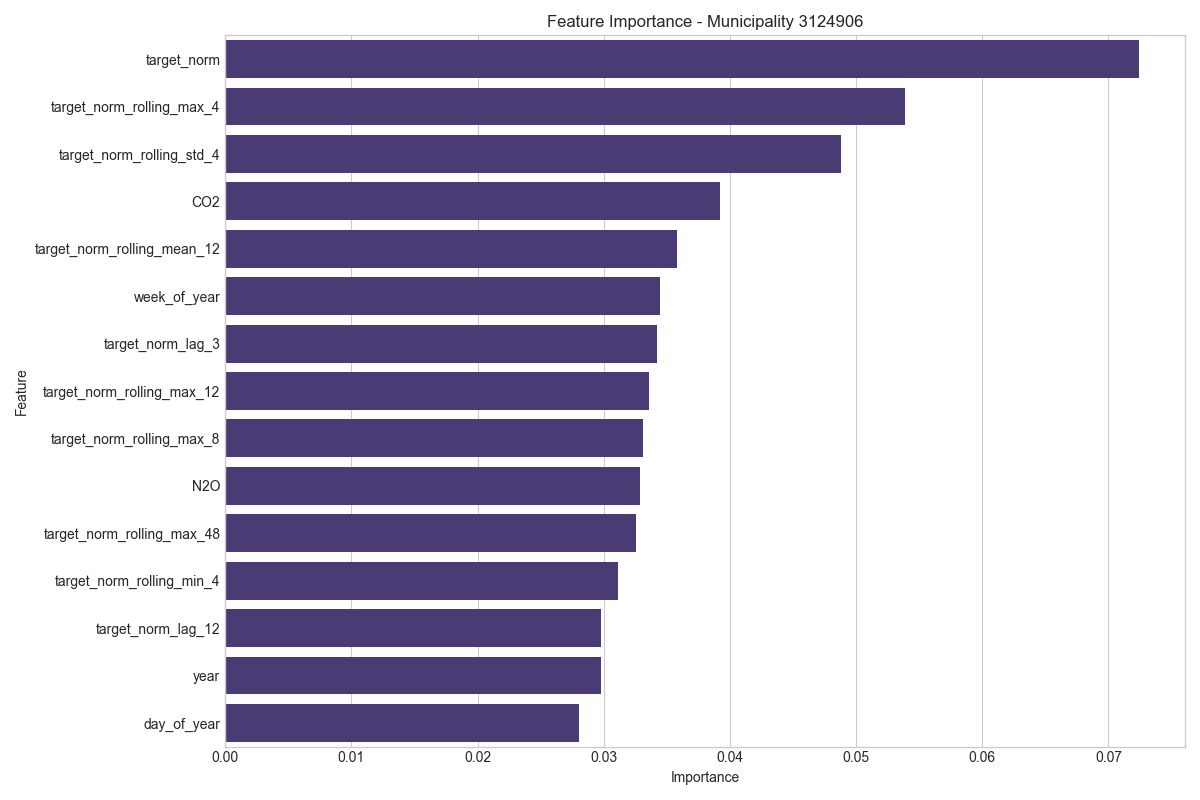 Feature Importance - Municipality 3124906
target_norm
target_norm_rolling_max_4
target_norm_rolling_std_4
CO2
target_norm_rolling_mean_12
week_of_year
target_norm_lag_3
target_norm_rolling_max_12
target_norm_rolling_max_8
N2O
target_norm_rolling_max_48
target_norm_rolling_min_4
target_norm_lag_12
year
day_of_year
Feature
0.00 0.01 0.02 0.03 0.04 0.05 0.06 0.07
Importance